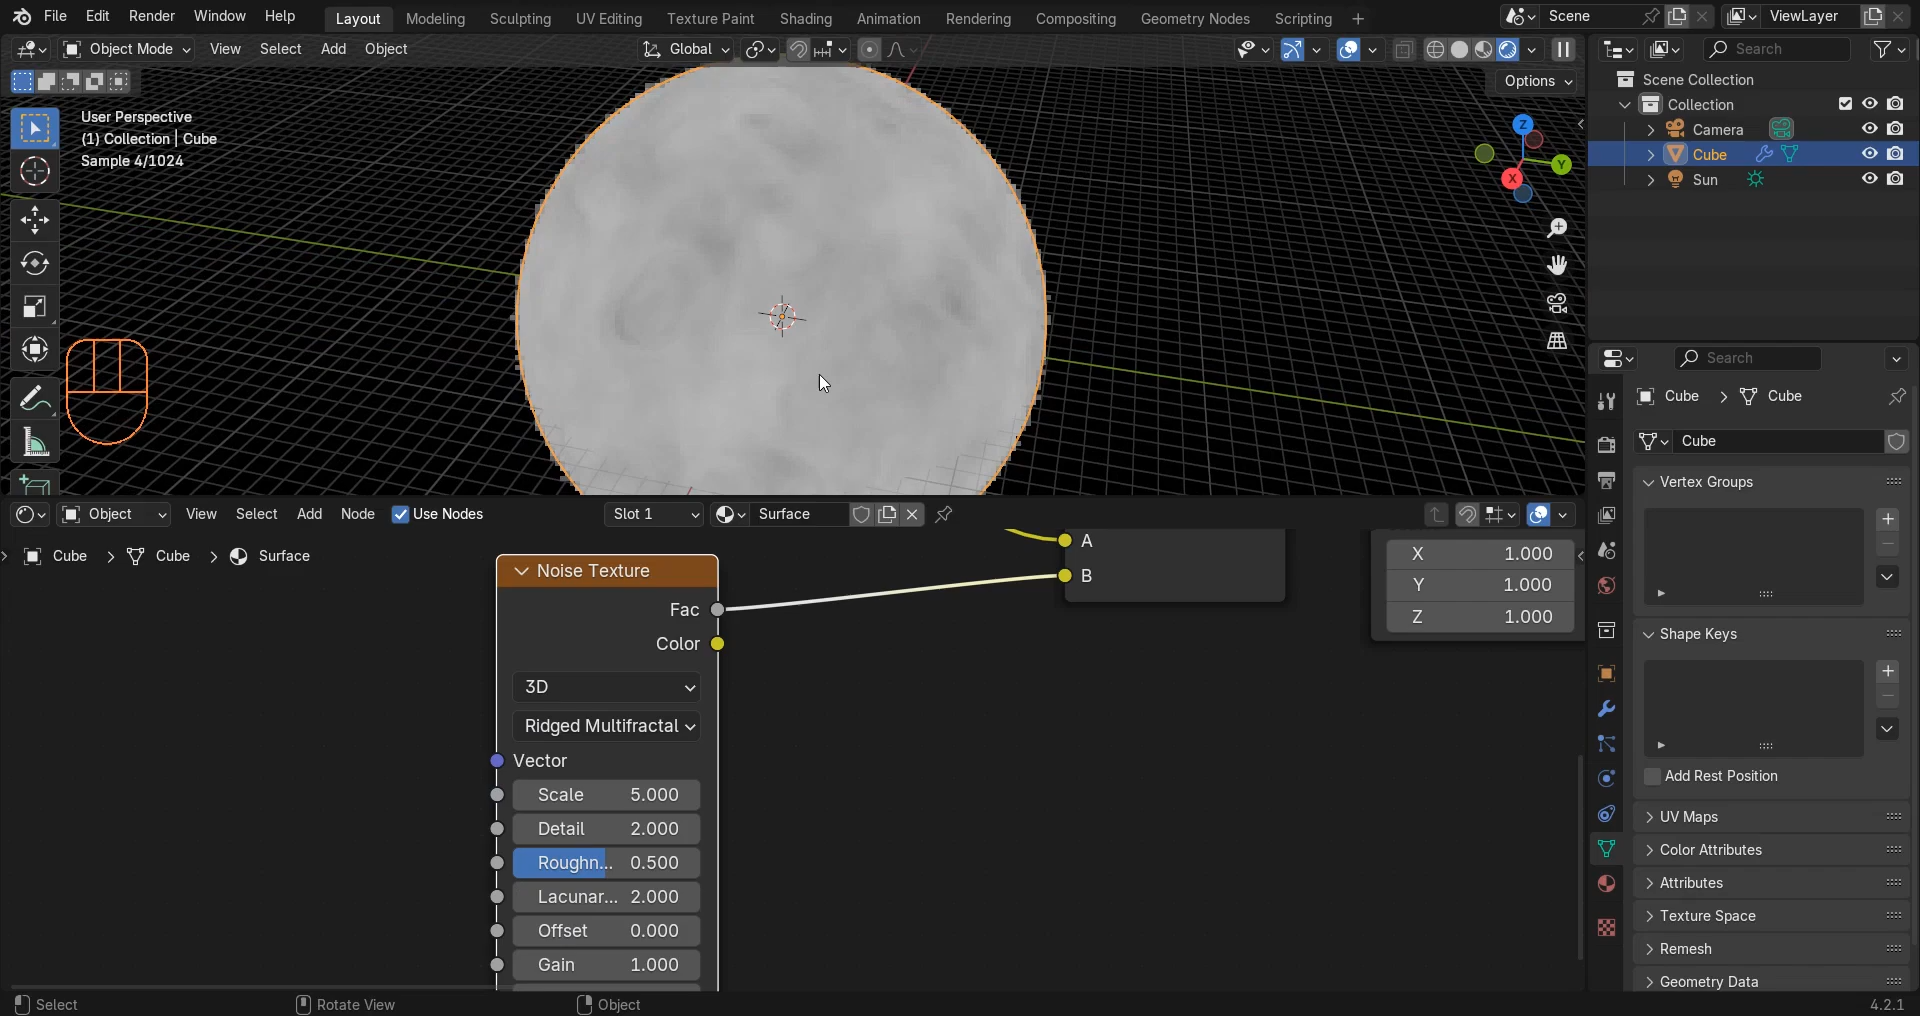 File Edit Render Window Help Layout Modeling Sculpting UV Editing Texture Paint Shading Animation Rendering Compositing Geometry Nodes Scripting + Scene ViewLayer
Object Mode View Select Add Object Global Search
Options
User Perspective
(1) Collection | Cube
Sample 4/1024
Z
Y
X
Scene Collection
Collection
Camera
Cube
Sun
Search
Cube > Cube
Cube
Vertex Groups
Shape Keys
Add Rest Position
UV Maps
Color Attributes
Attributes
Texture Space
Remesh
Geometry Data
Object View Select Add Node Use Nodes Slot 1 Surface
Cube > Cube > Surface
Noise Texture
Fac
Color
3D
Ridged Multifractal
Vector
Scale 5.000
Detail 2.000
Roughn... 0.500
Lacunar... 2.000
Offset 0.000
Gain 1.000
A
B
X 1.000
Y 1.000
Z 1.000
Select Rotate View Object 4.2.1